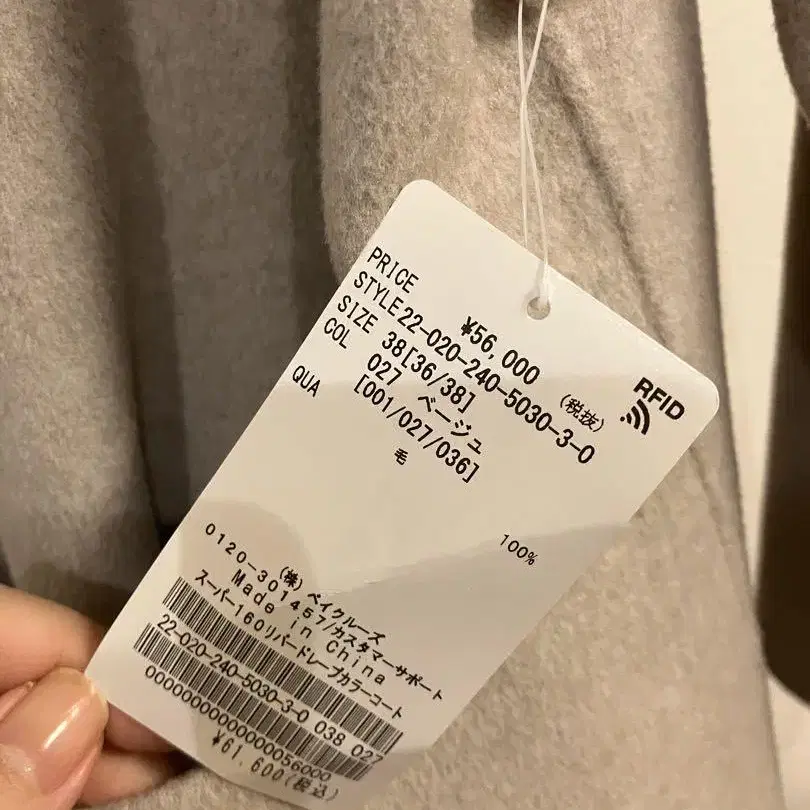 PRICE ¥56,000 (税抜)
STYLE 22-020-240-5030-3-0
SIZE 38[36/38]
COL 027 ベージュ
[001/027/036]
QUA
毛 100%
RFID
(株)ベイクルーズ
0120-301457/カスタマーサポート
Made in China
スーパー160リバードレープカラーコート
22-020-240-5030-3-0 038 027
0000000000000056000
¥61,600(税込)